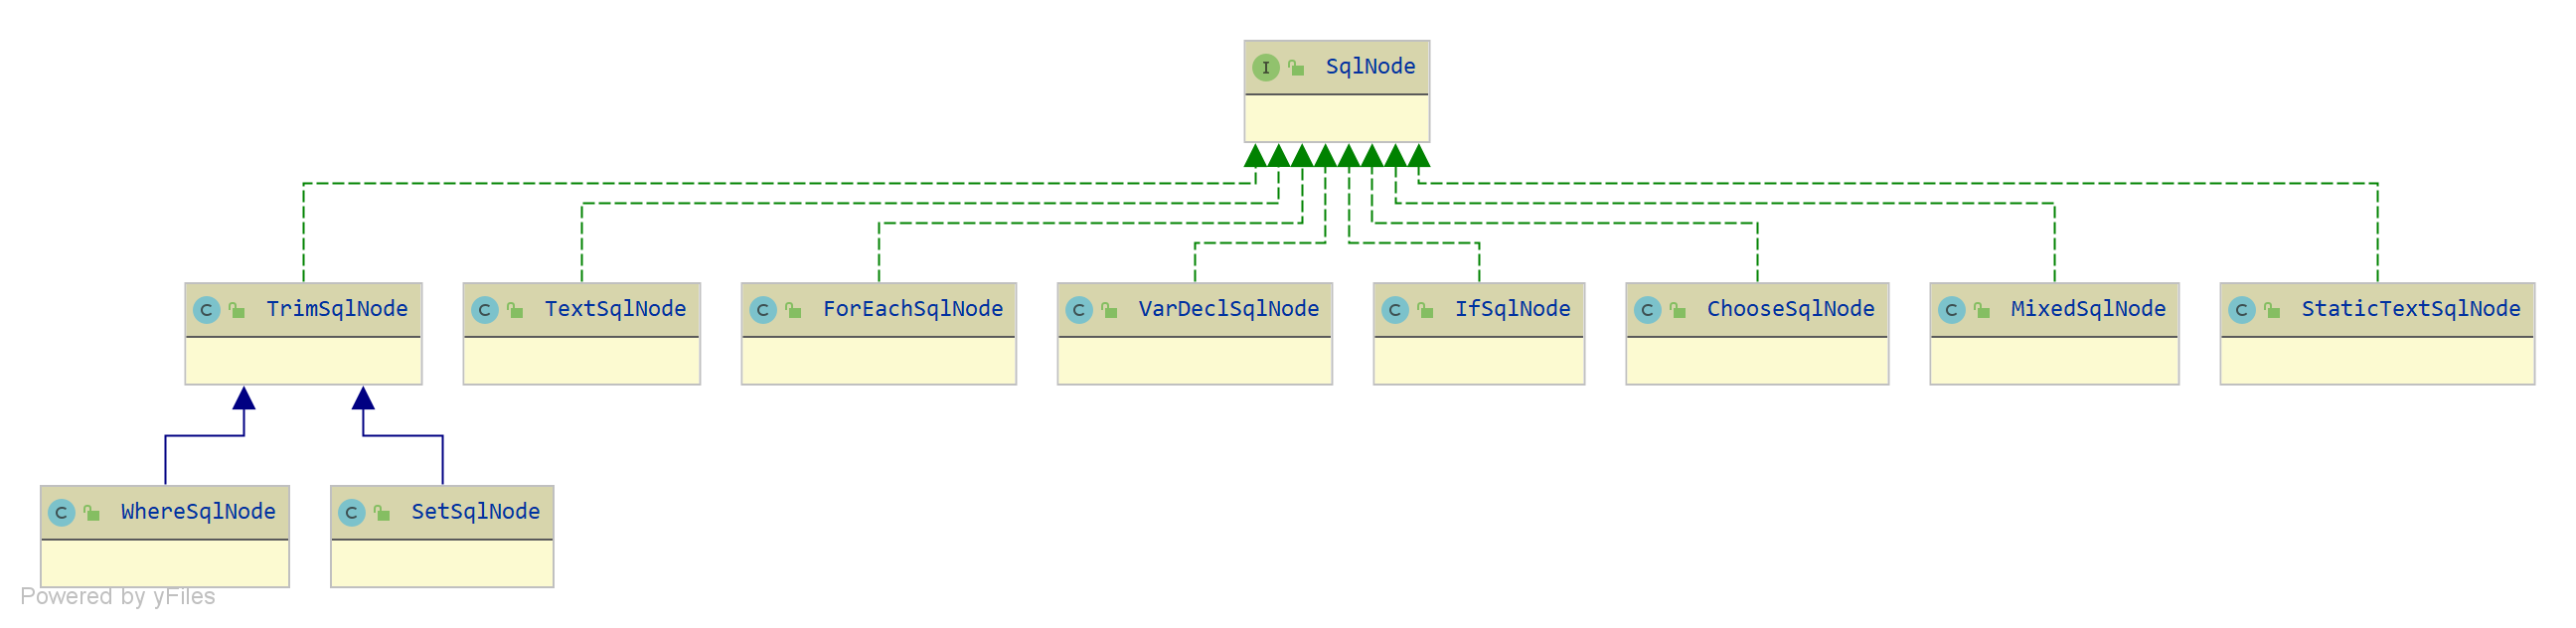 I SqlNode
C TrimSqlNode
C TextSqlNode
C ForEachSqlNode
C VarDeclSqlNode
C IfSqlNode
C ChooseSqlNode
C MixedSqlNode
C StaticTextSqlNode
C WhereSqlNode
C SetSqlNode
Powered by yFiles